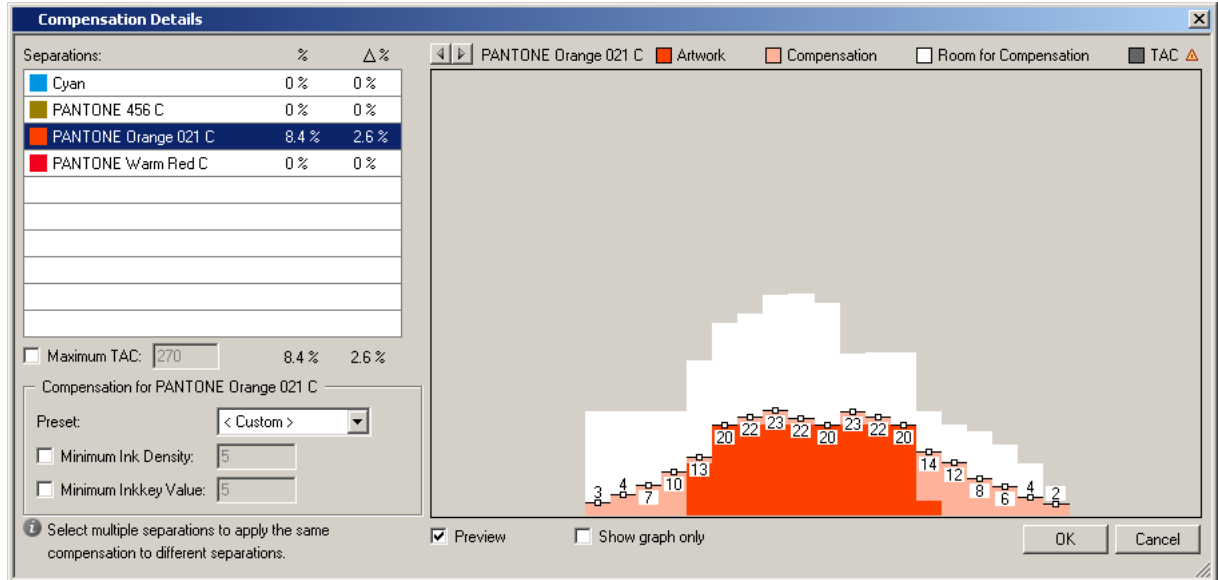 Compensation Details
Separations: % Δ%
Cyan 0 % 0 %
PANTONE 456 C 0 % 0 %
PANTONE Orange 021 C 8.4 % 2.6 %
PANTONE Warm Red C 0 % 0 %
Maximum TAC: 270 8.4 % 2.6 %
Compensation for PANTONE Orange 021 C
Preset: < Custom >
Minimum Ink Density: 5
Minimum Inkkey Value: 5
Select multiple separations to apply the same
compensation to different separations.
PANTONE Orange 021 C Artwork Compensation Room for Compensation TAC
3 4 7 10 13 20 22 23 22 20 23 22 20 14 12 8 6 4 2
Preview Show graph only OK Cancel